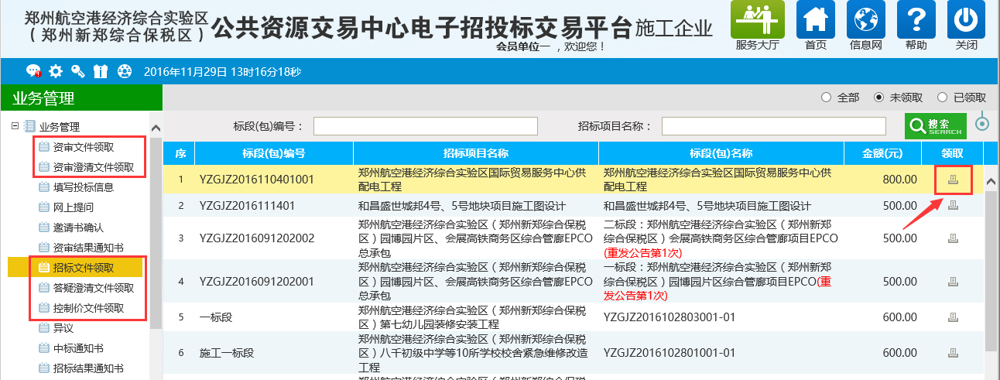 郑州航空港经济综合实验区
（郑州新郑综合保税区）
公共资源交易中心电子招投标交易平台 施工企业
会员单位一 ，欢迎您！
服务大厅 首页 信息网 帮助 关闭
2016年11月29日 13时16分18秒
业务管理
全部 未领取 已领取
业务管理
资审文件领取
资审澄清文件领取
填写投标信息
网上提问
邀请书确认
资审结果通知书
招标文件领取
答疑澄清文件领取
控制价文件领取
异议
中标通知书
招标结果通知书
标段(包)编号： 招标项目名称： 搜索
SEARCH
序 标段(包)编号 招标项目名称 标段(包)名称 金额(元) 领取
1 YZGJZ2016110401001 郑州航空港经济综合实验区国际贸易服务中心供
配电工程
郑州航空港经济综合实验区国际贸易服务中心供
配电工程
800.00
2 YZGJZ2016111401 和昌盛世城邦4号、5号地块项目施工图设计 和昌盛世城邦4号、5号地块项目施工图设计 500.00
3 YZGJZ2016091202002 郑州航空港经济综合实验区（郑州新郑综合保税
区）园博园片区、会展高铁商务区综合管廊EPCO
总承包
二标段：郑州航空港经济综合实验区（郑州新郑
综合保税区）会展高铁商务区综合管廊项目EPCO
(重发公告第1次)
500.00
4 YZGJZ2016091202001 郑州航空港经济综合实验区（郑州新郑综合保税
区）园博园片区、会展高铁商务区综合管廊EPCO
总承包
一标段：郑州航空港经济综合实验区（郑州新郑
综合保税区）园博园片区综合管廊项目EPCO(重
发公告第1次)
500.00
5 一标段 郑州航空港经济综合实验区（郑州新郑综合保税
区）第七幼儿园装修安装工程
YZGJZ2016102803001-01 600.00
6 施工一标段 郑州航空港经济综合实验区（郑州新郑综合保税
区）八千初级中学等10所学校校舍紧急维修改造
工程
YZGJZ2016102801001-01 600.00